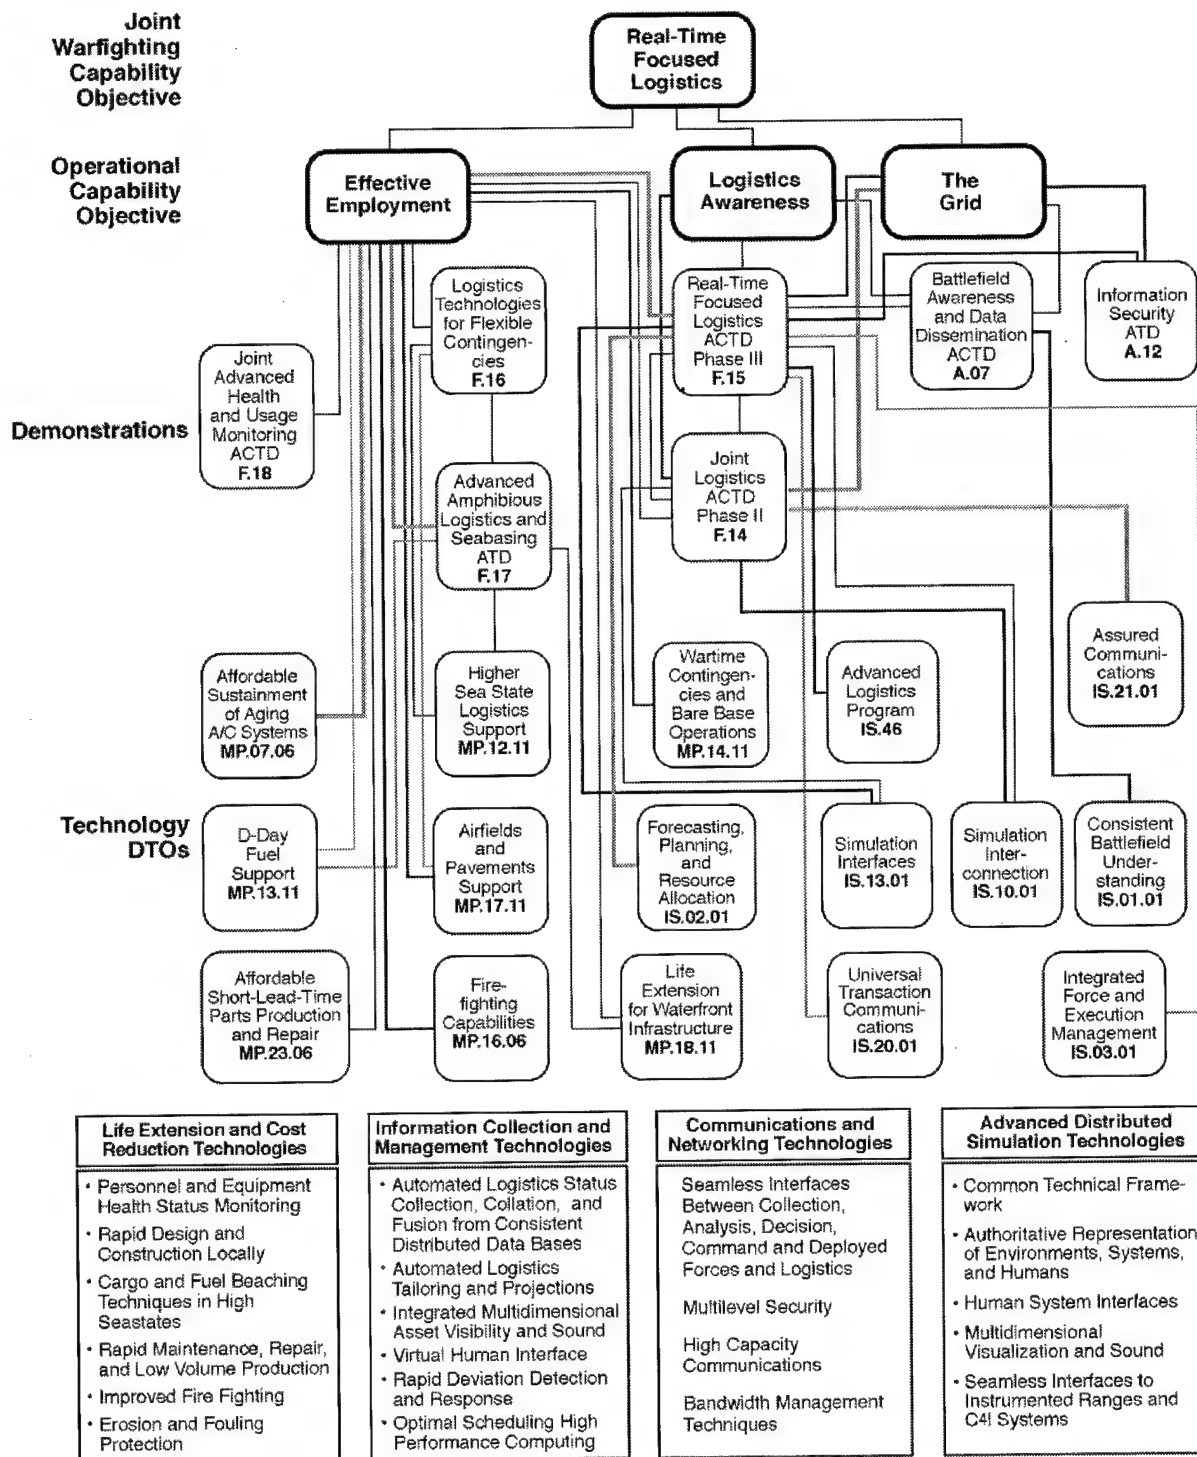 Joint
Warfighting
Capability
Objective
Real-Time
Focused
Logistics
Operational
Capability
Objective
Effective
Employment
Logistics
Awareness
The
Grid
Logistics
Technologies
for Flexible
Contingen-
cies
F.16
Real-Time
Focused
Logistics
ACTD
Phase III
F.15
Battlefield
Awareness
and Data
Dissemination
ACTD
A.07
Information
Security
ATD
A.12
Demonstrations
Joint
Advanced
Health
and Usage
Monitoring
ACTD
F.18
Advanced
Amphibious
Logistics and
Seabasing
ATD
F.17
Joint
Logistics
ACTD
Phase II
F.14
Assured
Communi-
cations
IS.21.01
Affordable
Sustainment
of Aging
A/C Systems
MP.07.06
Higher
Sea State
Logistics
Support
MP.12.11
Wartime
Contingen-
cies and
Bare Base
Operations
MP.14.11
Advanced
Logistics
Program
IS.46
Technology
DTOs
D-Day
Fuel
Support
MP.13.11
Airfields
and
Pavements
Support
MP.17.11
Forecasting,
Planning,
and
Resource
Allocation
IS.02.01
Simulation
Interfaces
IS.13.01
Simulation
Inter-
connection
IS.10.01
Consistent
Battlefield
Under-
standing
IS.01.01
Affordable
Short-Lead-Time
Parts Production
and Repair
MP.23.06
Fire-
fighting
Capabilities
MP.16.06
Life
Extension
for Waterfront
Infrastructure
MP.18.11
Universal
Transaction
Communi-
cations
IS.20.01
Integrated
Force and
Execution
Management
IS.03.01
Life Extension and Cost
Reduction Technologies
• Personnel and Equipment
Health Status Monitoring
• Rapid Design and
Construction Locally
• Cargo and Fuel Beaching
Techniques in High
Seastates
• Rapid Maintenance, Repair,
and Low Volume Production
• Improved Fire Fighting
• Erosion and Fouling
Protection
Information Collection and
Management Technologies
• Automated Logistics Status
Collection, Collation, and
Fusion from Consistent
Distributed Data Bases
• Automated Logistics
Tailoring and Projections
• Integrated Multidimensional
Asset Visibility and Sound
• Virtual Human Interface
• Rapid Deviation Detection
and Response
• Optimal Scheduling High
Performance Computing
Communications and
Networking Technologies
Seamless Interfaces
Between Collection,
Analysis, Decision,
Command and Deployed
Forces and Logistics
Multilevel Security
High Capacity
Communications
Bandwidth Management
Techniques
Advanced Distributed
Simulation Technologies
• Common Technical Frame-
work
• Authoritative Representation
of Environments, Systems,
and Humans
• Human System Interfaces
• Multidimensional
Visualization and Sound
• Seamless Interfaces to
Instrumented Ranges and
C4I Systems